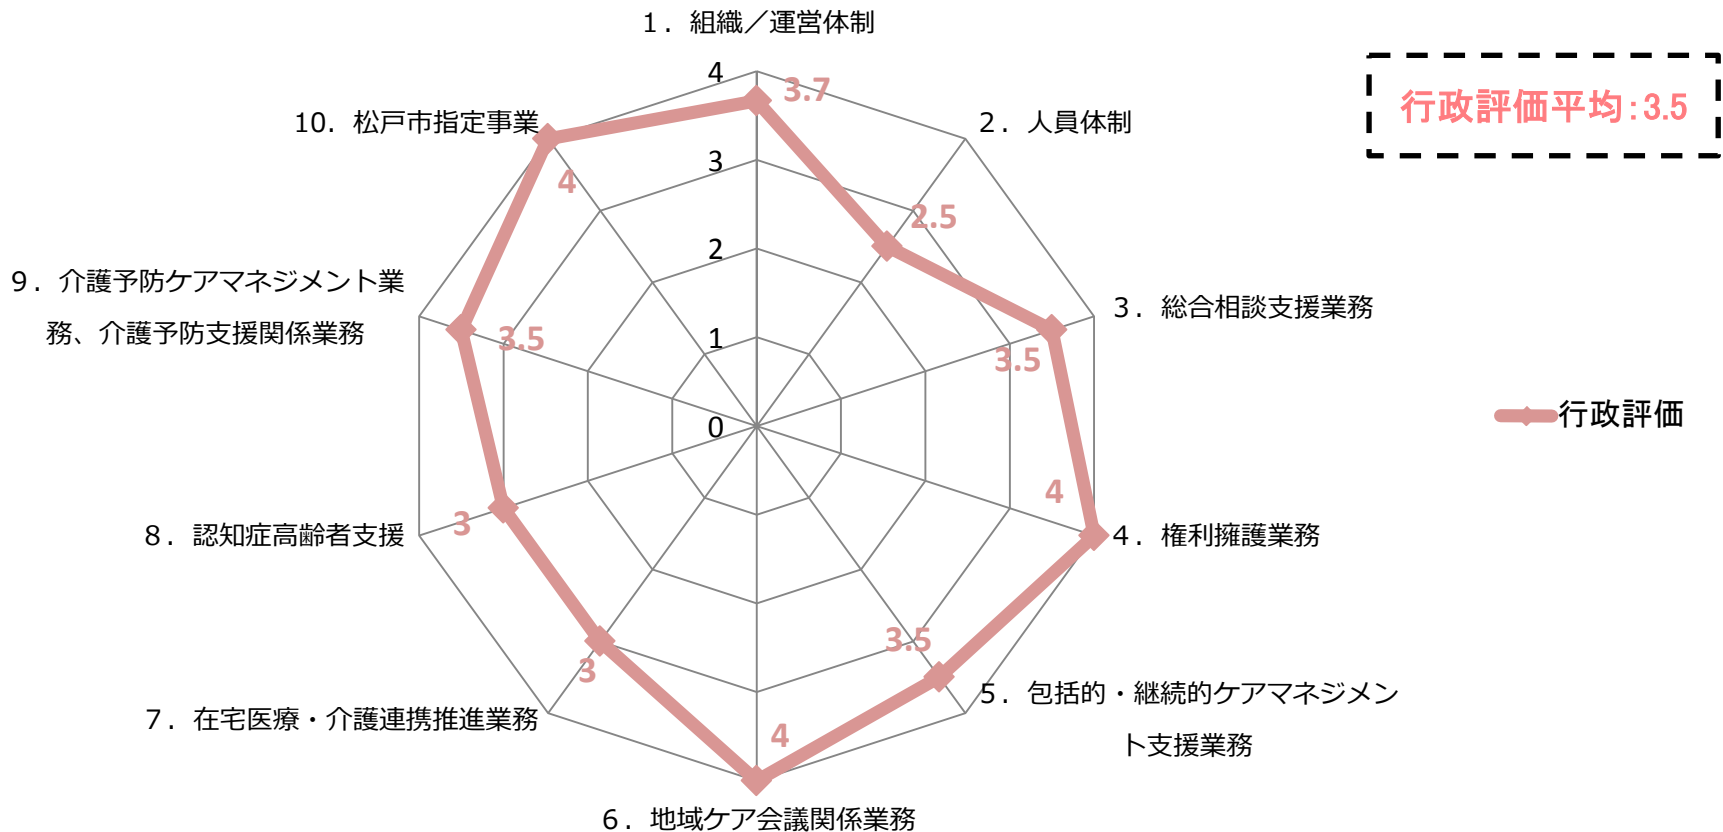 1．組織／運営体制
行政評価平均：3.5
4
3.7
10．松戸市指定事業
2．人員体制
3
4
2.5
2
9．介護予防ケアマネジメント業
務、介護予防支援関係業務
3．総合相談支援業務
3.5
1
3.5
0
行政評価
4
3
8．認知症高齢者支援
4．権利擁護業務
3.5
3
5．包括的・継続的ケアマネジメン
ト支援業務
7．在宅医療・介護連携推進業務
4
6．地域ケア会議関係業務